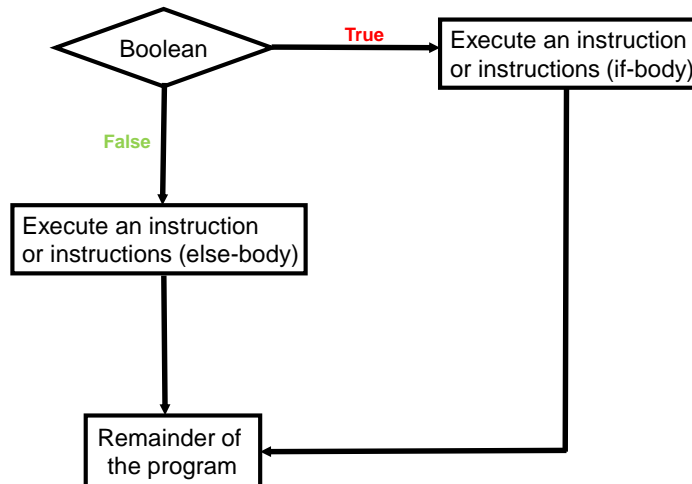 Boolean
True
Execute an instruction
or instructions (if-body)
False
Execute an instruction
or instructions (else-body)
Remainder of
the program